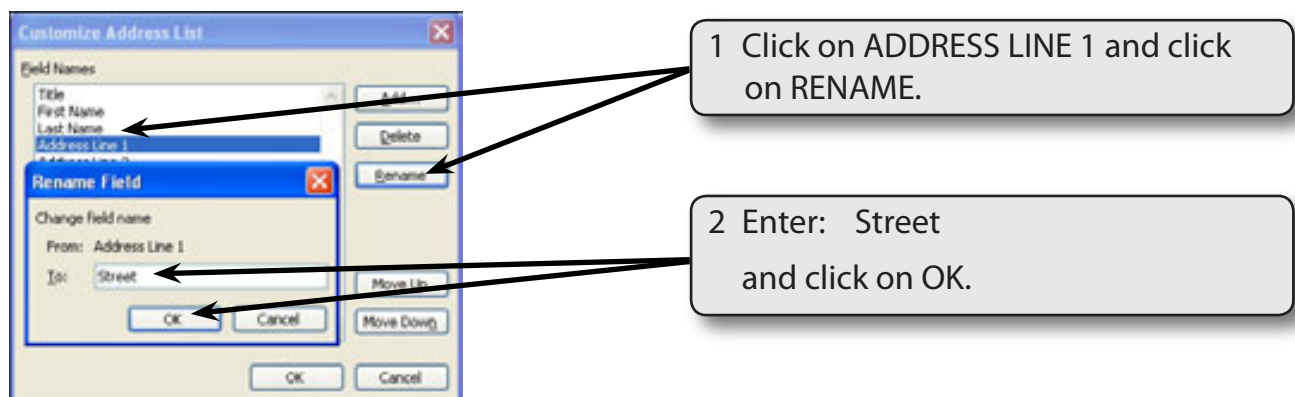 Customize Address List
Field Names
Title
First Name
Last Name
Address Line 1
Add...
Delete
Rename
Rename Field
Change field name
From: Address Line 1
To: Street
OK Cancel
Move Up
Move Down
OK Cancel
1 Click on ADDRESS LINE 1 and click
on RENAME.
2 Enter: Street
and click on OK.